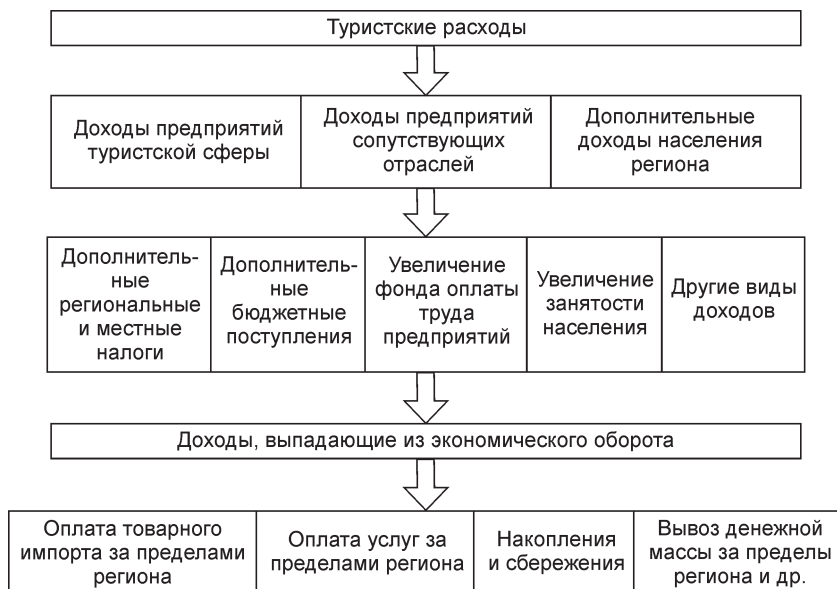 Туристские расходы
Доходы предприятий
туристской сферы
Доходы предприятий
сопутствующих
отраслей
Дополнительные
доходы населения
региона
Дополнитель-
ные
региональные
и местные
налоги
Дополнитель-
ные
бюджетные
поступления
Увеличение
фонда оплаты
труда
предприятий
Увеличение
занятости
населения
Другие виды
доходов
Доходы, выпадающие из экономического оборота
Оплата товарного
импорта за пределами
региона
Оплата услуг за
пределами региона
Накопления
и сбережения
Вывоз денежной
массы за пределы
региона и др.